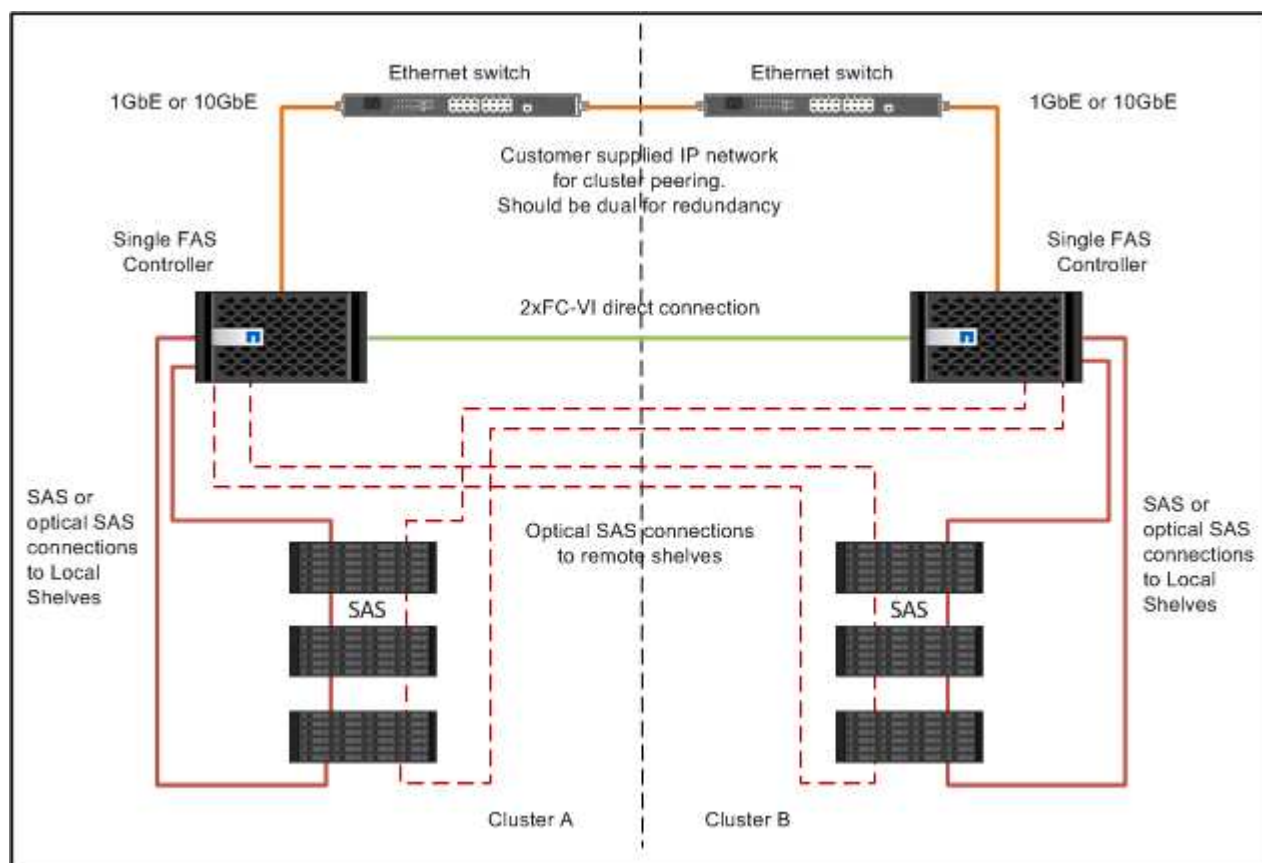 Ethernet switch
Ethernet switch
1GbE or 10GbE
1GbE or 10GbE
Customer supplied IP network
for cluster peering.
Should be dual for redundancy
Single FAS
Controller
Single FAS
Controller
2xFC-VI direct connection
SAS or
optical SAS
connections
to Local
Shelves
Optical SAS connections
to remote shelves
SAS or
optical SAS
connections
to Local
Shelves
SAS
SAS
Cluster A
Cluster B